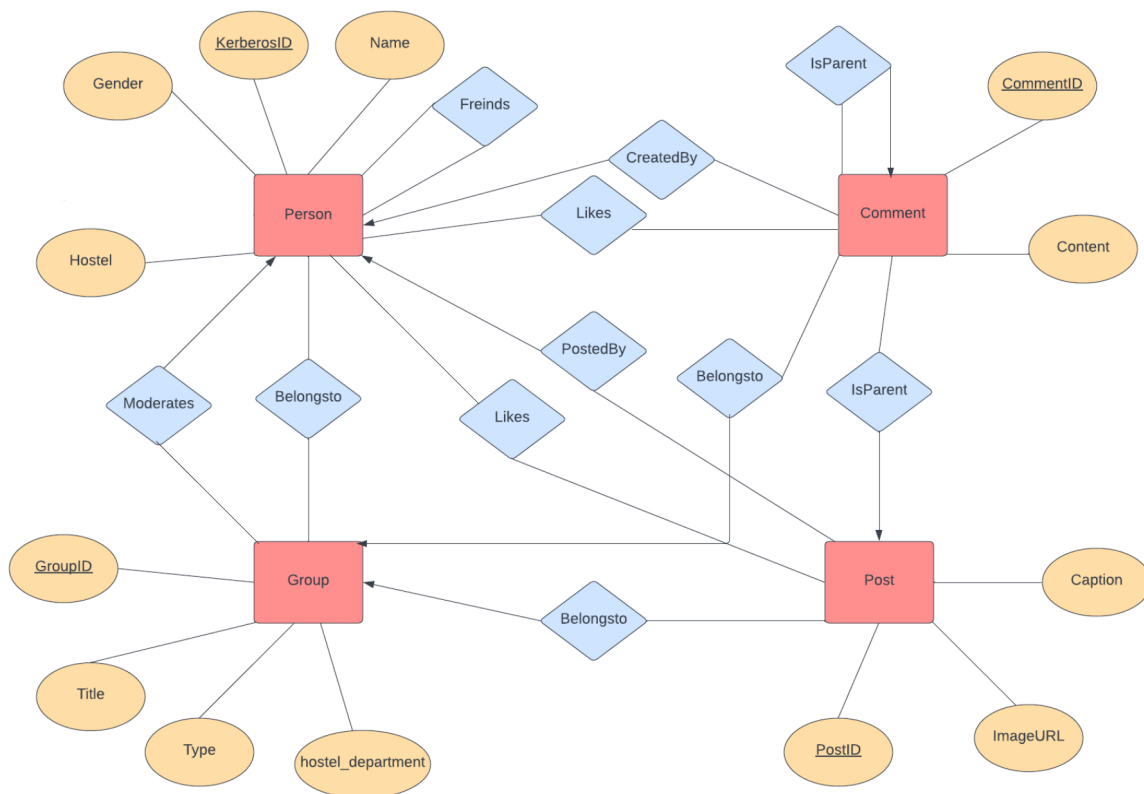 KerberosID
Name
Gender
Freinds
IsParent
CommentID
CreatedBy
Person
Likes
Comment
Hostel
Content
PostedBy
Belongsto
IsParent
Moderates
Belongsto
Likes
GroupID
Group
Post
Caption
Belongsto
Title
Type
hostel_department
PostID
ImageURL